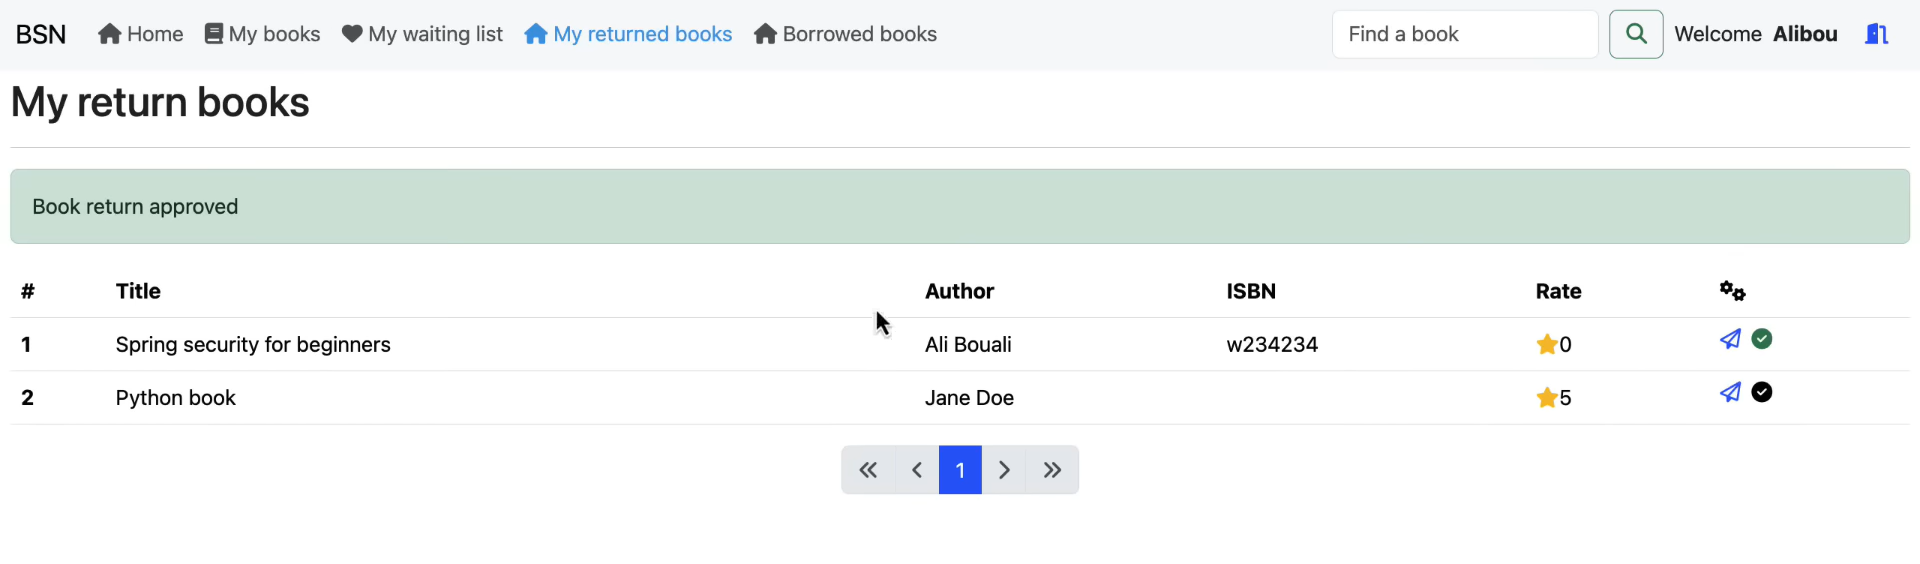 BSN Home My books My waiting list My returned books Borrowed books Find a book Welcome Alibou
My return books
Book return approved
# Title Author ISBN Rate
1 Spring security for beginners Ali Bouali w234234 0
2 Python book Jane Doe 5
« ‹ 1 › »